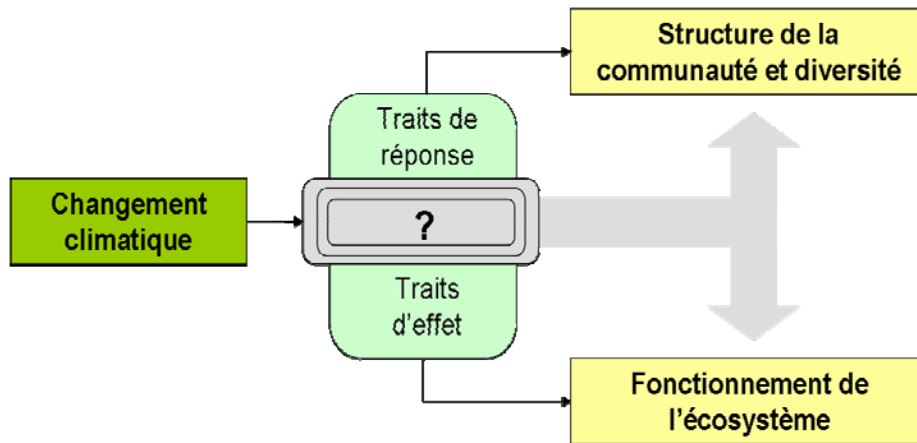 Structure de la
communauté et diversité
Traits de
réponse
Changement
climatique
?
Traits
d'effet
Fonctionnement de
l'écosystème